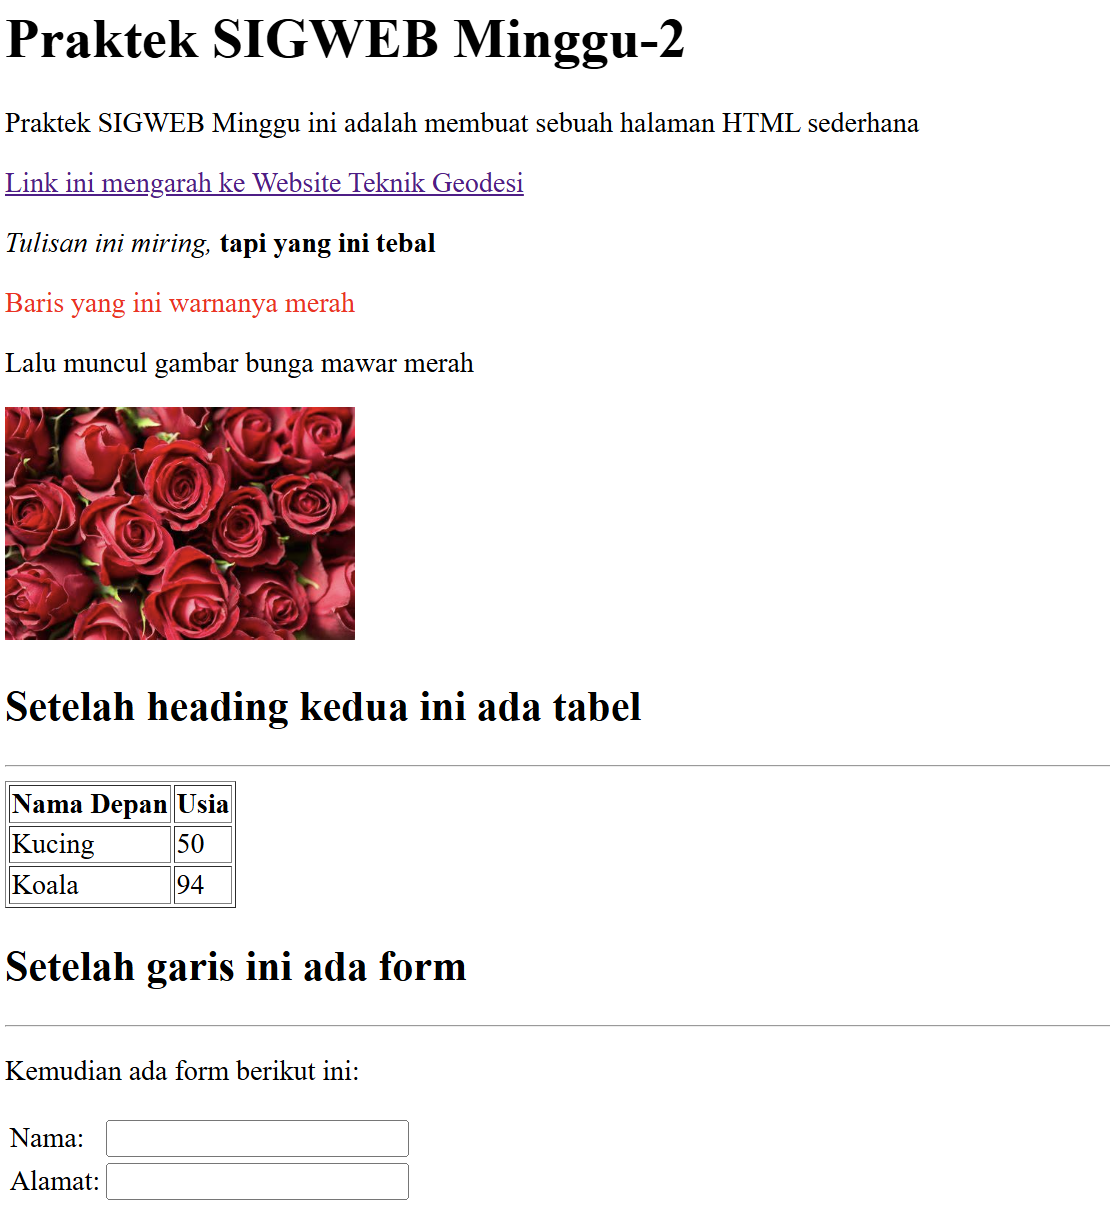 Praktek SIGWEB Minggu-2
Praktek SIGWEB Minggu ini adalah membuat sebuah halaman HTML sederhana
Link ini mengarah ke Website Teknik Geodesi
Tulisan ini miring, tapi yang ini tebal
Baris yang ini warnanya merah
Lalu muncul gambar bunga mawar merah
Setelah heading kedua ini ada tabel
Nama Depan Usia
Kucing 50
Koala 94
Setelah garis ini ada form
Kemudian ada form berikut ini:
Nama:
Alamat: